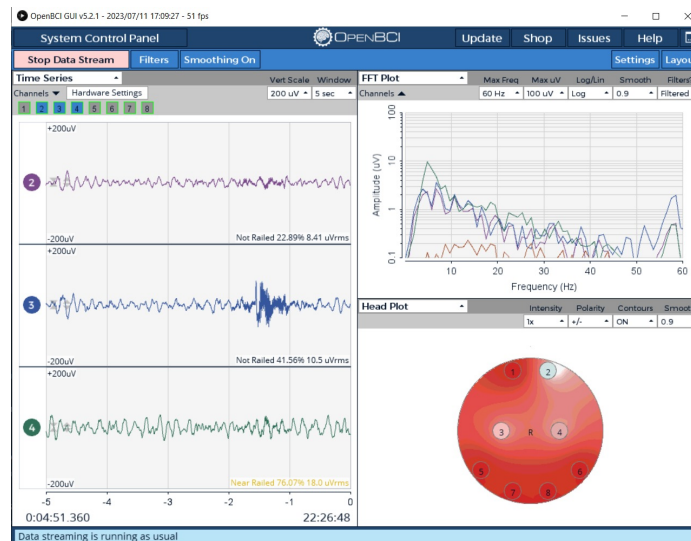 OpenBCI GUI v5.2.1 - 2023/07/11 17:09:27 - 51 fps
System Control Panel
OPENBCI
Update Shop Issues Help
Stop Data Stream Filters Smoothing On
Settings Layou
Time Series
Vert Scale Window
Channels Hardware Settings
200 uV 5 sec
1 2 3 4 5 6 7 8
+200uV
2
-200uV
Not Railed 22.89% 8.41 uVrms
+200uV
3
-200uV
Not Railed 41.56% 10.5 uVrms
+200uV
4
-200uV
Near Railed 76.07% 18.0 uVrms
-5 -4 -3 -2 -1 0
0:04:51.360 22:26:48
FFT Plot
Max Freq Max uV Log/Lin Smooth Filters?
Channels
60 Hz 100 uV Log 0.9 Filtered
100
10
1
0.1
Amplitude (uV)
10 20 30 40 50 60
Frequency (Hz)
Head Plot
Intensity Polarity Contours Smoot
1x +/- ON 0.9
1 2
3 R 4
5 6
7 8
Data streaming is running as usual